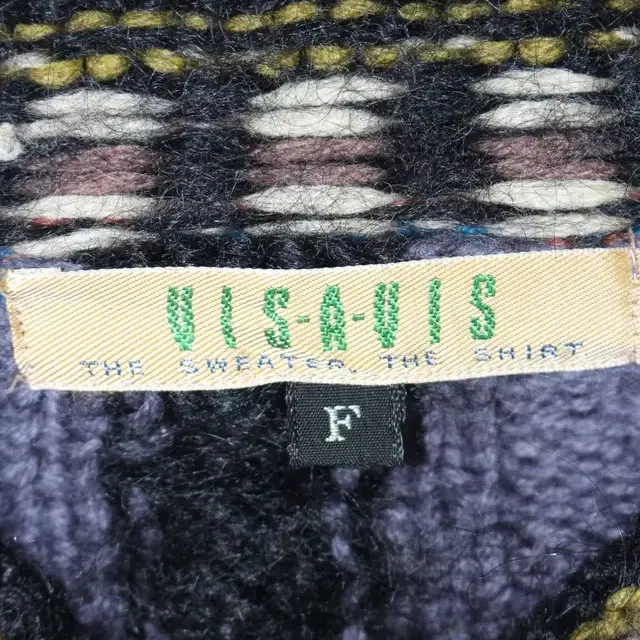 VIS-A-VIS
THE SWEATER, THE SHIRT
F